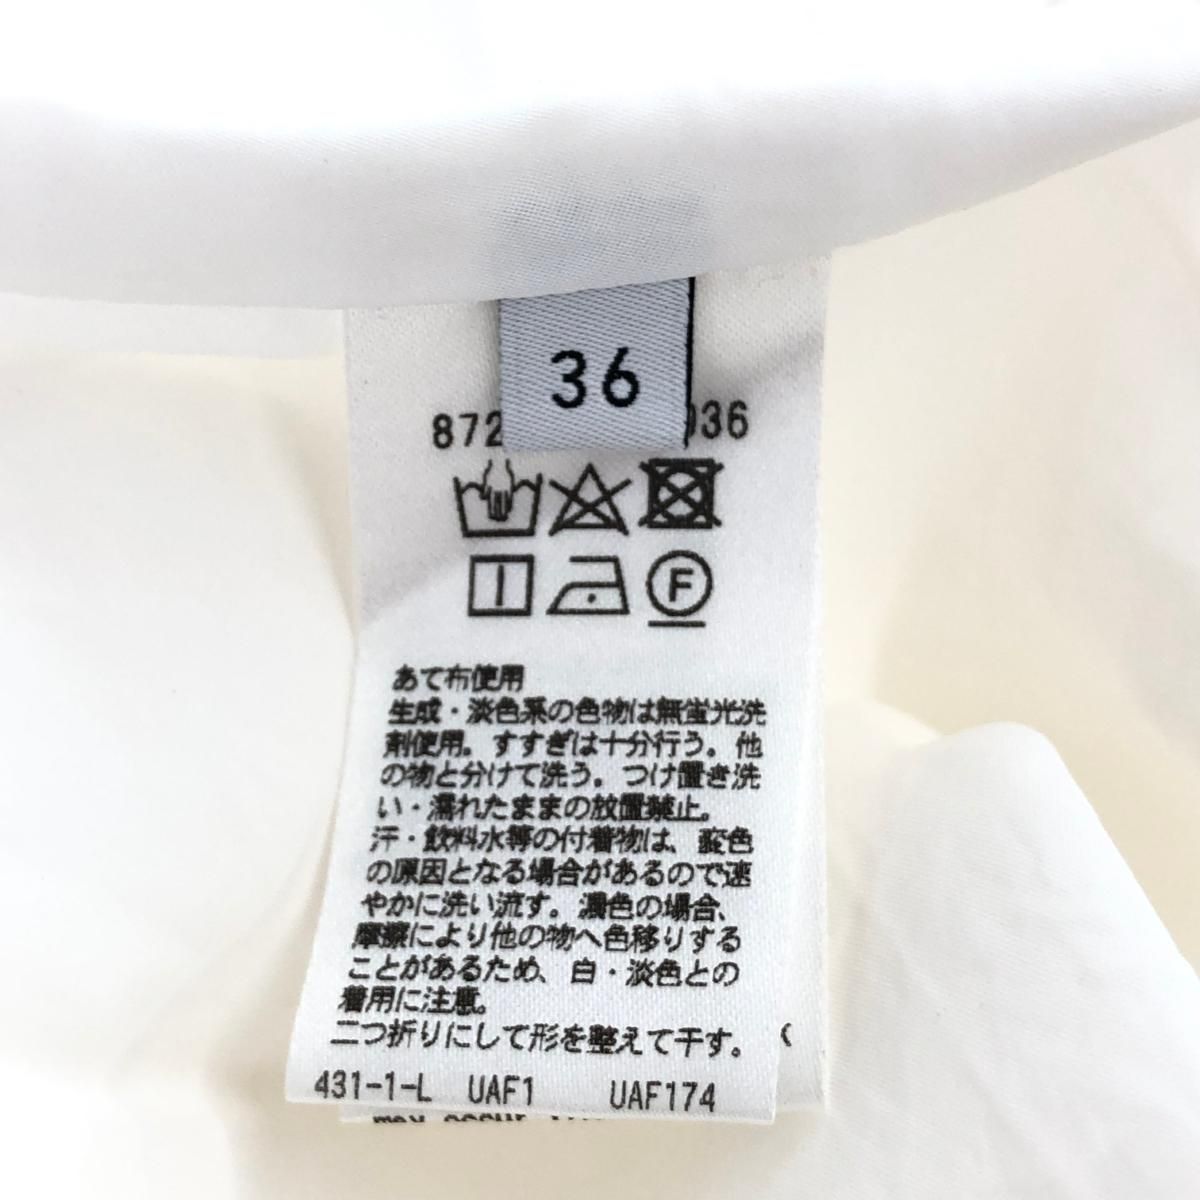 36
872 036
F
あて布使用
生成・淡色系の色物は無蛍光洗
剤使用。すすぎは十分行う。他
の物と分けて洗う。つけ置き洗
い・濡れたままの放置禁止。
汗・飲料水等の付着物は、変色
の原因となる場合があるので速
やかに洗い流す。濃色の場合、
摩擦により他の物へ色移りする
ことがあるため、白・淡色との
着用に注意。
二つ折りにして形を整えて干す。
431-1-L UAF1 UAF174
may occur